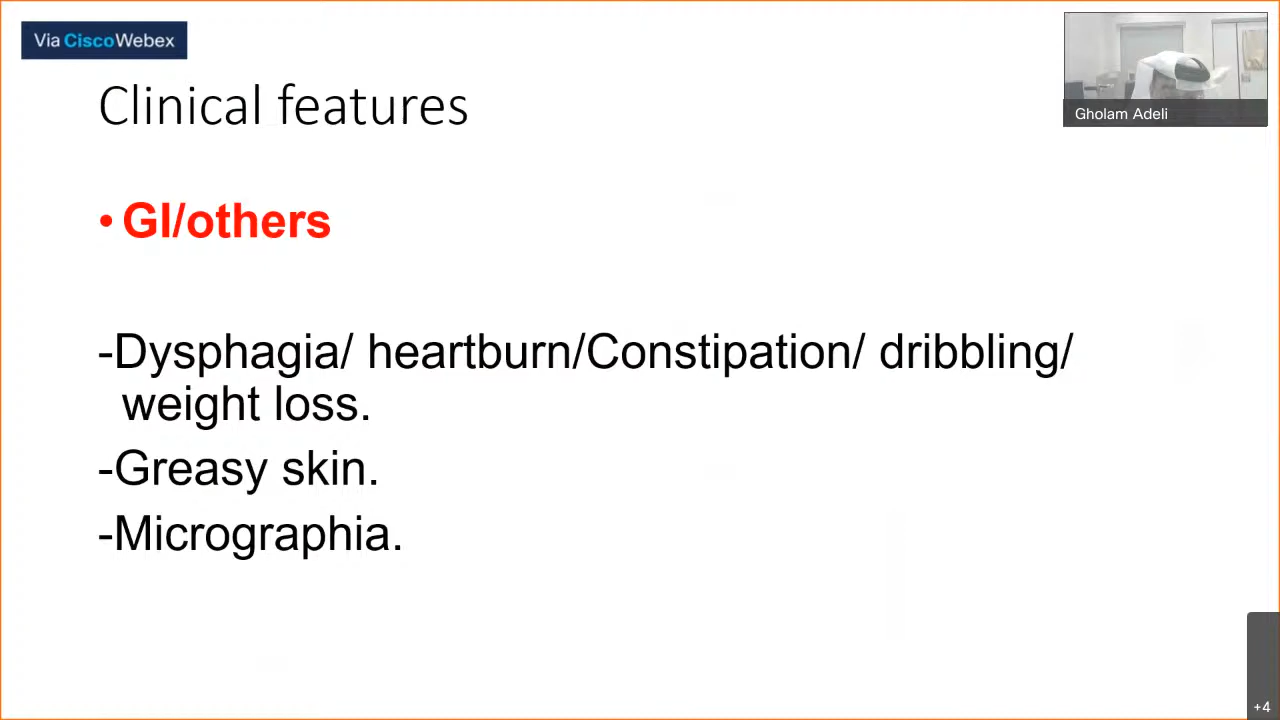 Via CiscoWebex
Gholam Adeli
Clinical features
• GI/others
-Dysphagia/ heartburn/Constipation/ dribbling/
weight loss.
-Greasy skin.
-Micrographia.
+4